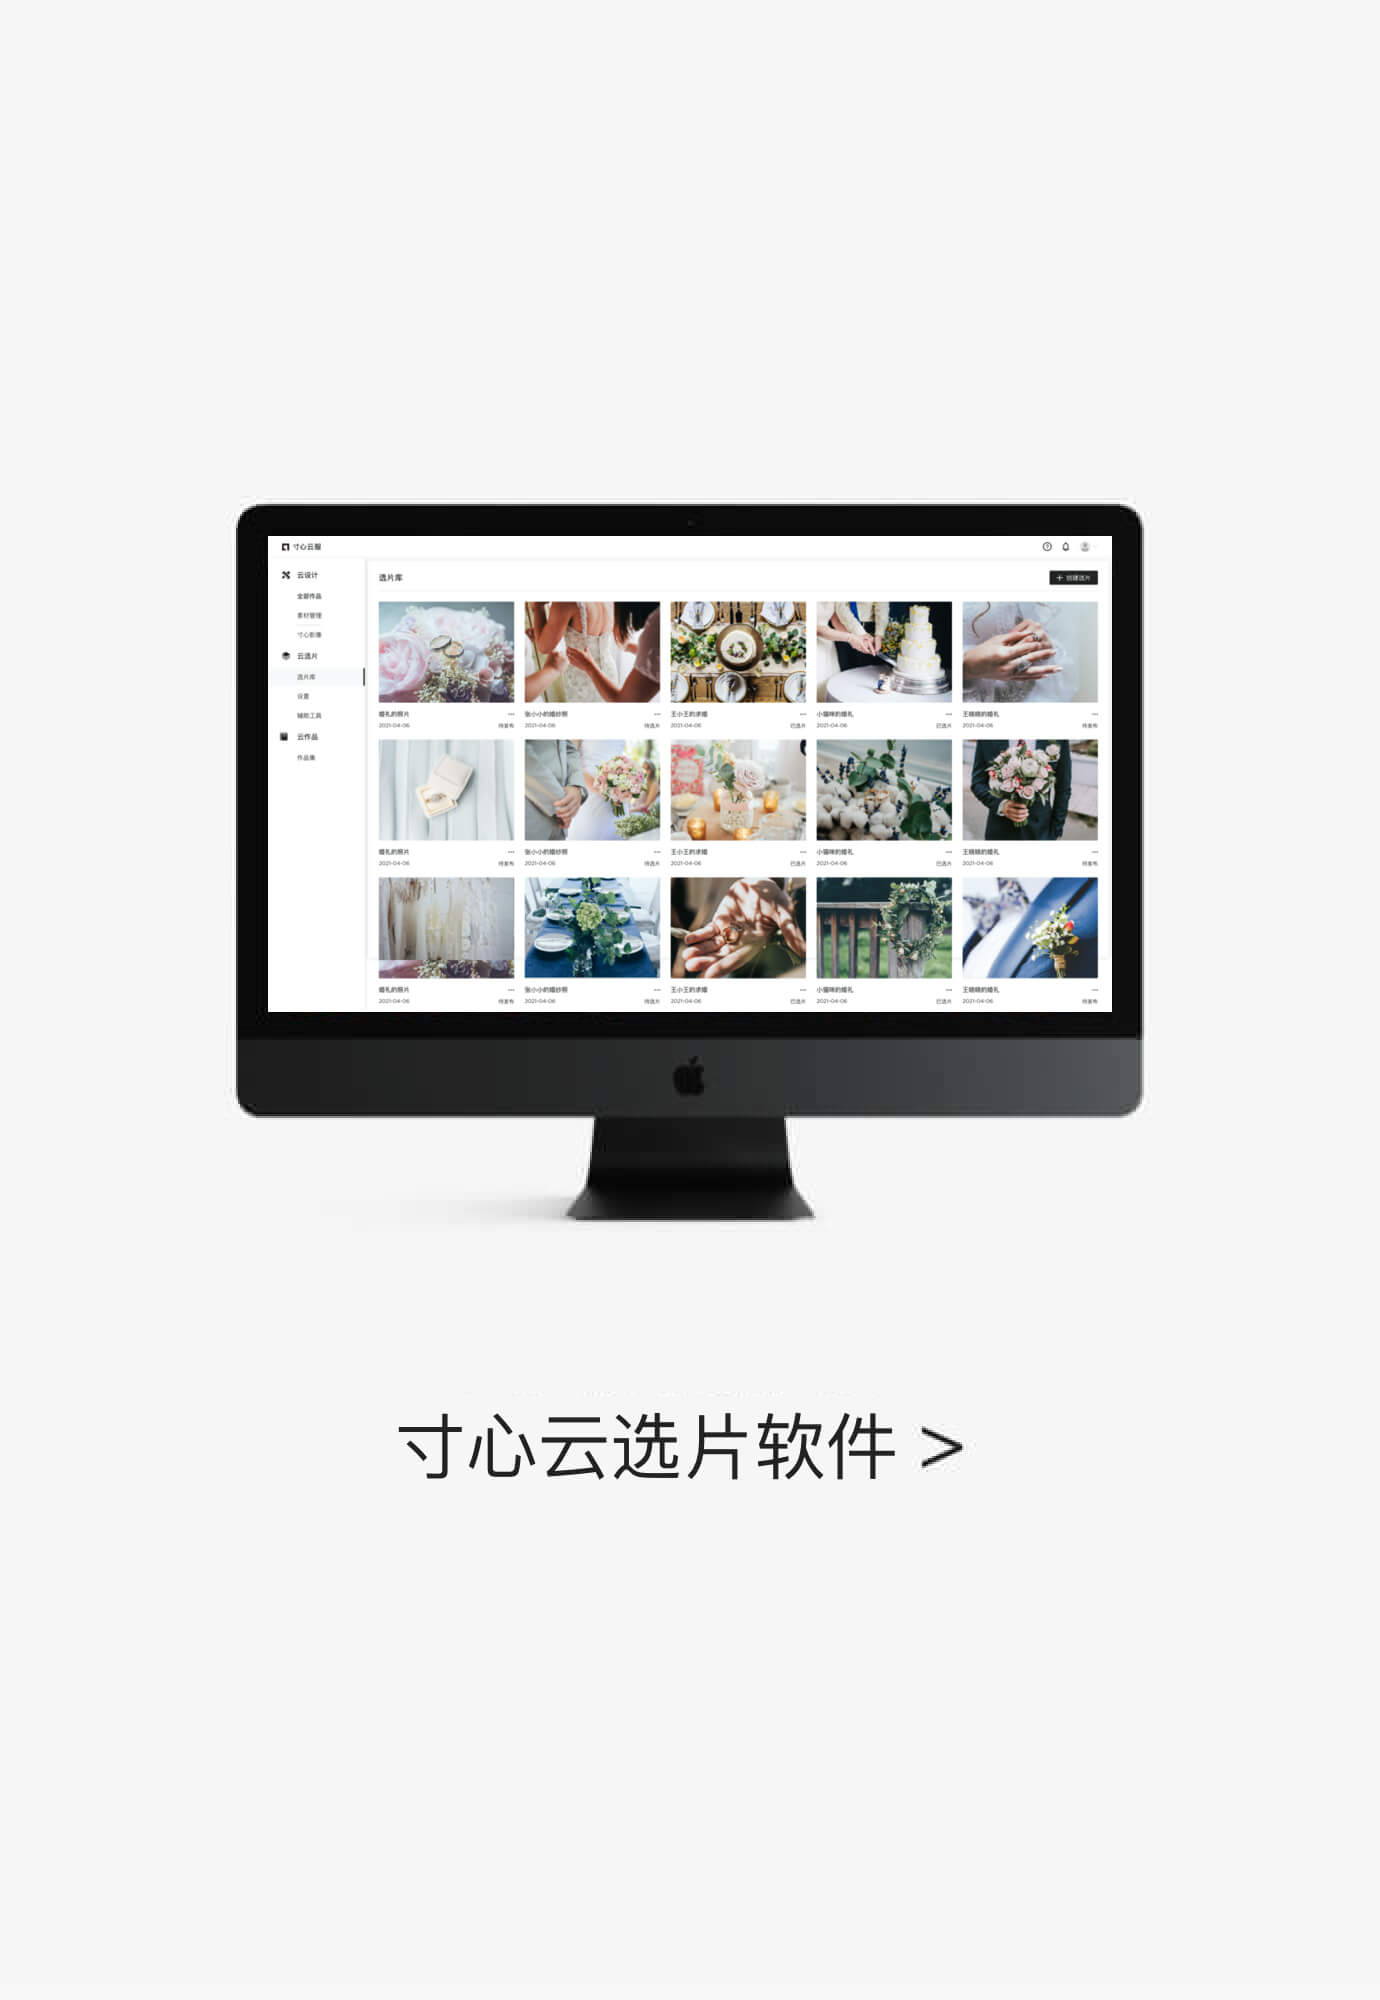 寸心云服
云设计
全部作品
素材管理
寸心影像
云选片
选片库
设置
辅助工具
云作品
作品集
选片库
+ 创建选片
婚礼的照片 ···
2021-04-06 待发布
张小小的婚纱照 ···
2021-04-06 待选片
王小王的求婚 ···
2021-04-06 已选片
小猫咪的婚礼 ···
2021-04-06 已选片
王晓晓的婚礼 ···
2021-04-06 待发布
婚礼的照片 ···
2021-04-06 待发布
张小小的婚纱照 ···
2021-04-06 待选片
王小王的求婚 ···
2021-04-06 已选片
小猫咪的婚礼 ···
2021-04-06 已选片
王晓晓的婚礼 ···
2021-04-06 待发布
婚礼的照片 ···
2021-04-06 待发布
张小小的婚纱照 ···
2021-04-06 待选片
王小王的求婚 ···
2021-04-06 已选片
小猫咪的婚礼 ···
2021-04-06 已选片
王晓晓的婚礼 ···
2021-04-06 待发布
寸心云选片软件 >